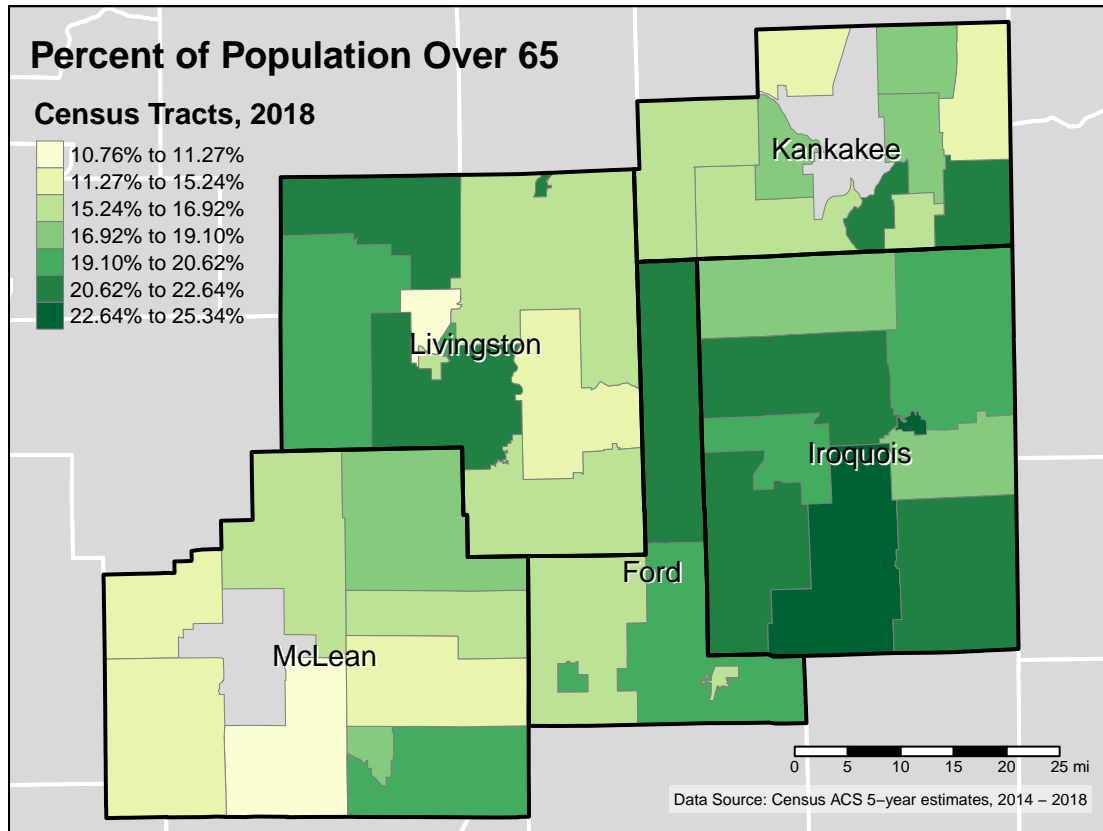 Percent of Population Over 65
Census Tracts, 2018
10.76% to 11.27%
11.27% to 15.24%
15.24% to 16.92%
16.92% to 19.10%
19.10% to 20.62%
20.62% to 22.64%
22.64% to 25.34%
Kankakee
Livingston
Iroquois
Ford
McLean
0 5 10 15 20 25 mi
Data Source: Census ACS 5−year estimates, 2014 − 2018